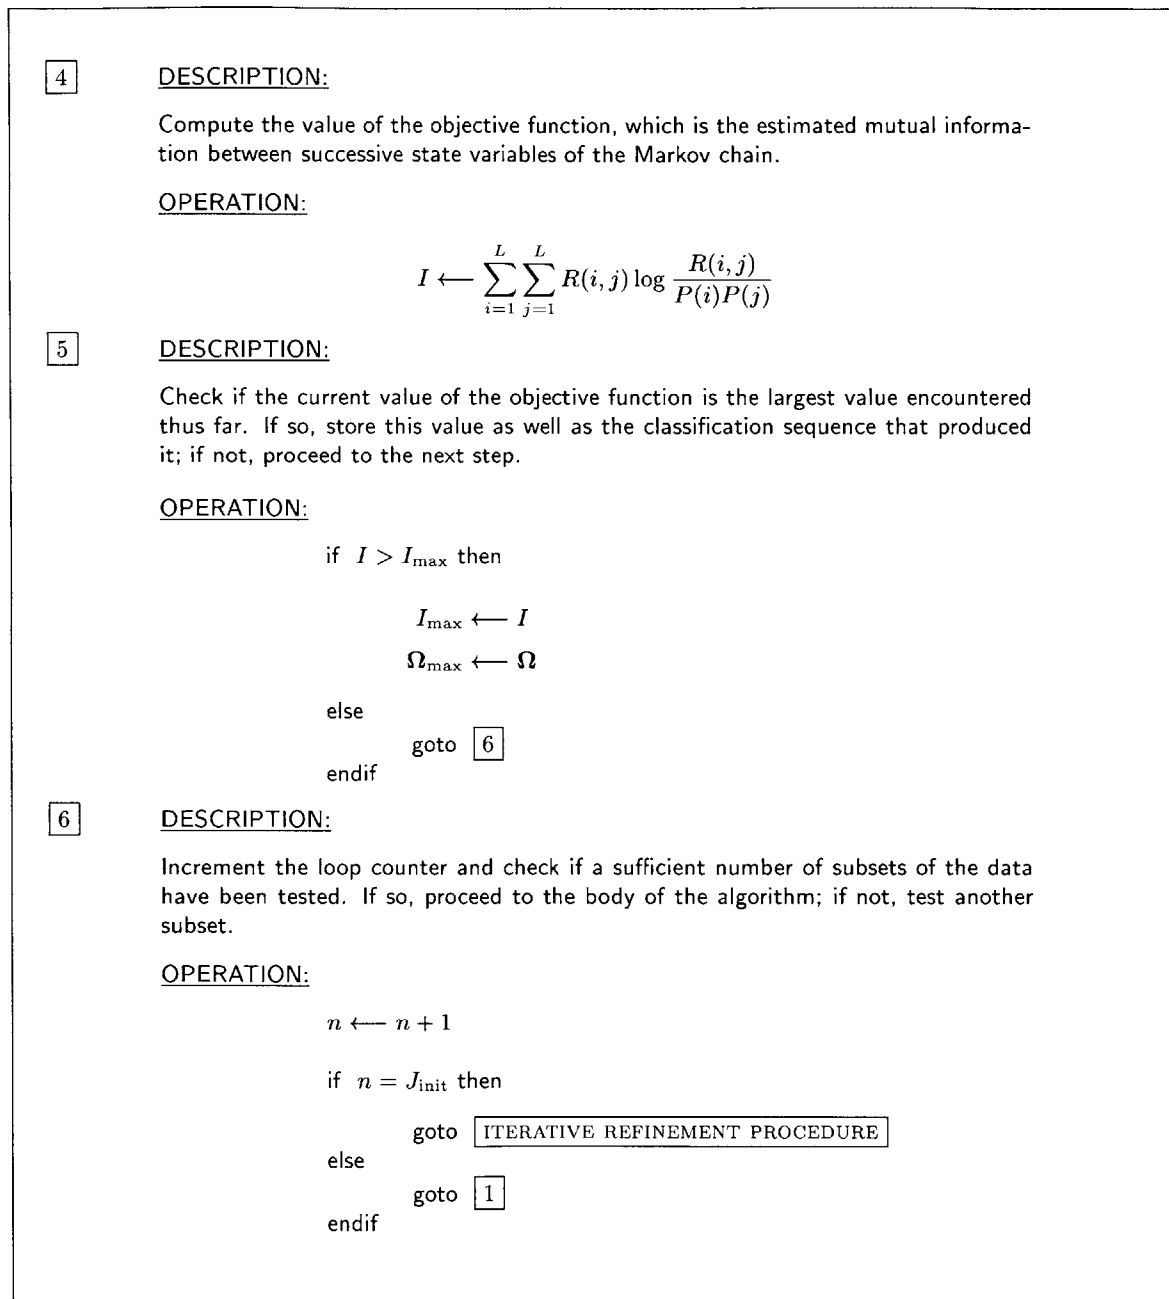 4 DESCRIPTION:
Compute the value of the objective function, which is the estimated mutual informa-
tion between successive state variables of the Markov chain.
OPERATION:
I ⟵ ∑_{i=1}^{L} ∑_{j=1}^{L} R(i,j) log R(i,j) / P(i)P(j)
5 DESCRIPTION:
Check if the current value of the objective function is the largest value encountered
thus far. If so, store this value as well as the classification sequence that produced
it; if not, proceed to the next step.
OPERATION:
if I > I_max then
I_max ⟵ I
Ω_max ⟵ Ω
else
goto 6
endif
6 DESCRIPTION:
Increment the loop counter and check if a sufficient number of subsets of the data
have been tested. If so, proceed to the body of the algorithm; if not, test another
subset.
OPERATION:
n ⟵ n + 1
if n = J_init then
goto ITERATIVE REFINEMENT PROCEDURE
else
goto 1
endif